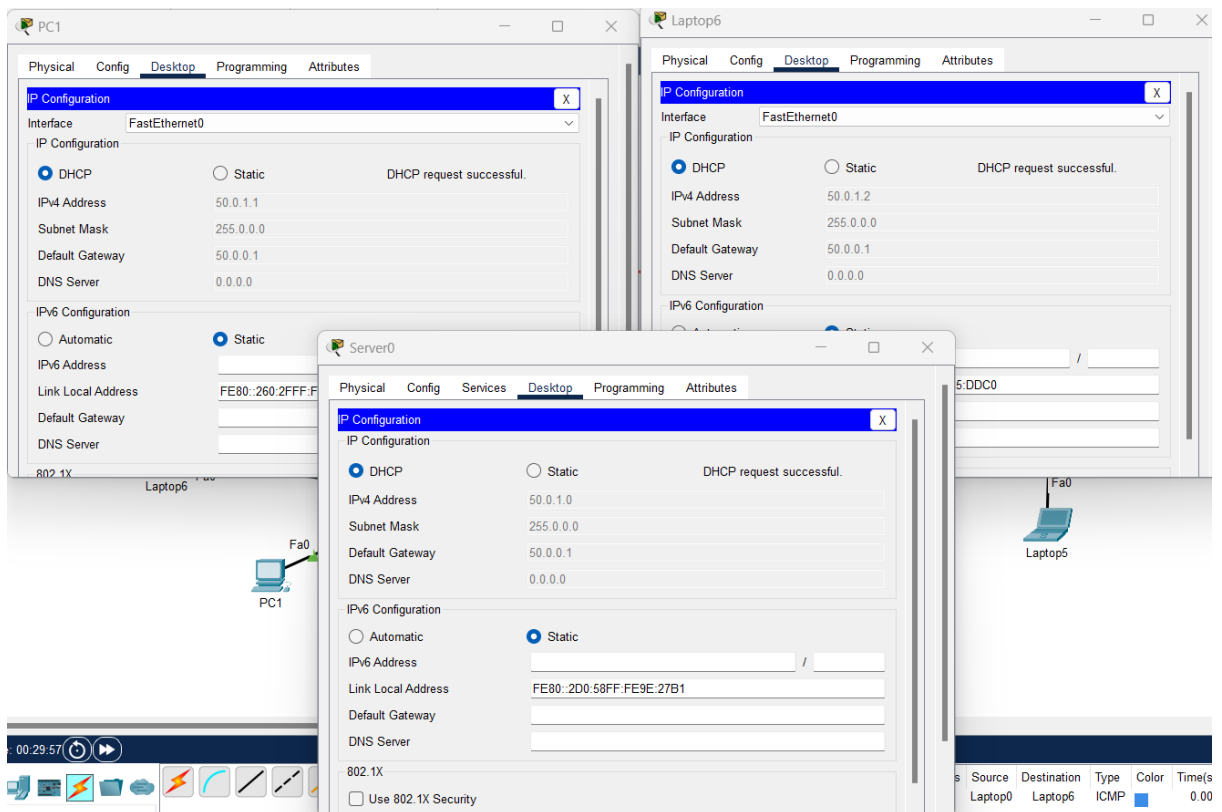 PC1
Physical Config Desktop Programming Attributes
IP Configuration X
Interface FastEthernet0
IP Configuration
DHCP Static DHCP request successful.
IPv4 Address 50.0.1.1
Subnet Mask 255.0.0.0
Default Gateway 50.0.0.1
DNS Server 0.0.0.0
IPv6 Configuration
Automatic Static
IPv6 Address
Link Local Address FE80::260:2FFF:F
Default Gateway
DNS Server
802.1X
Laptop6
Physical Config Desktop Programming Attributes
IP Configuration X
Interface FastEthernet0
IP Configuration
DHCP Static DHCP request successful.
IPv4 Address 50.0.1.2
Subnet Mask 255.0.0.0
Default Gateway 50.0.0.1
DNS Server 0.0.0.0
IPv6 Configuration
/
5:DDC0
Server0
Physical Config Services Desktop Programming Attributes
IP Configuration X
IP Configuration
DHCP Static DHCP request successful.
IPv4 Address 50.0.1.0
Subnet Mask 255.0.0.0
Default Gateway 50.0.0.1
DNS Server 0.0.0.0
IPv6 Configuration
Automatic Static
IPv6 Address /
Link Local Address FE80::2D0:58FF:FE9E:27B1
Default Gateway
DNS Server
802.1X
Use 802.1X Security
Laptop6
Fa0
PC1
Fa0
Laptop5
: 00:29:57
s Source Destination Type Color Time(s
Laptop0 Laptop6 ICMP 0.00